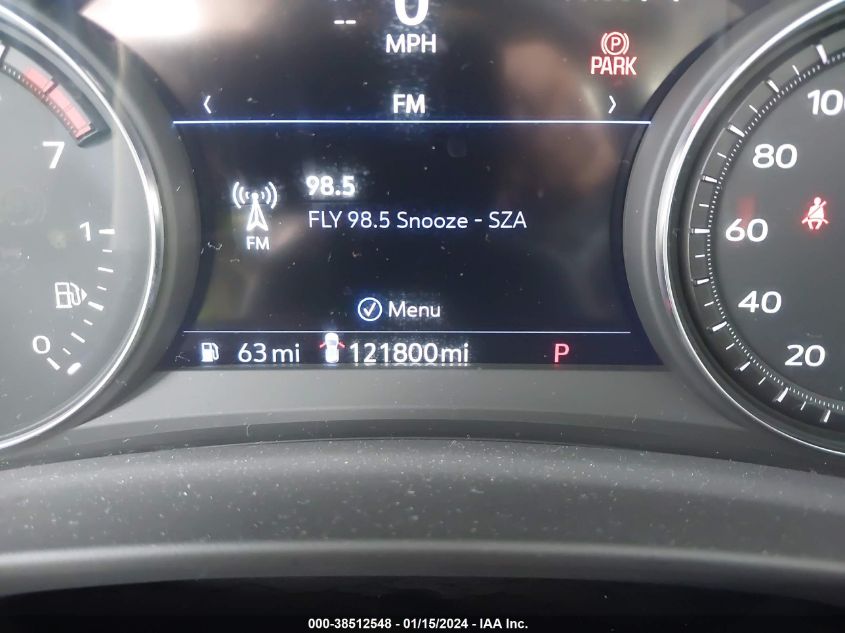 -- 0
MPH
PARK
FM
98.5
FLY 98.5 Snooze - SZA
FM
Menu
63 mi 121800mi P
7
1
0
100
80
60
40
20
000-38512548 - 01/15/2024 - IAA Inc.